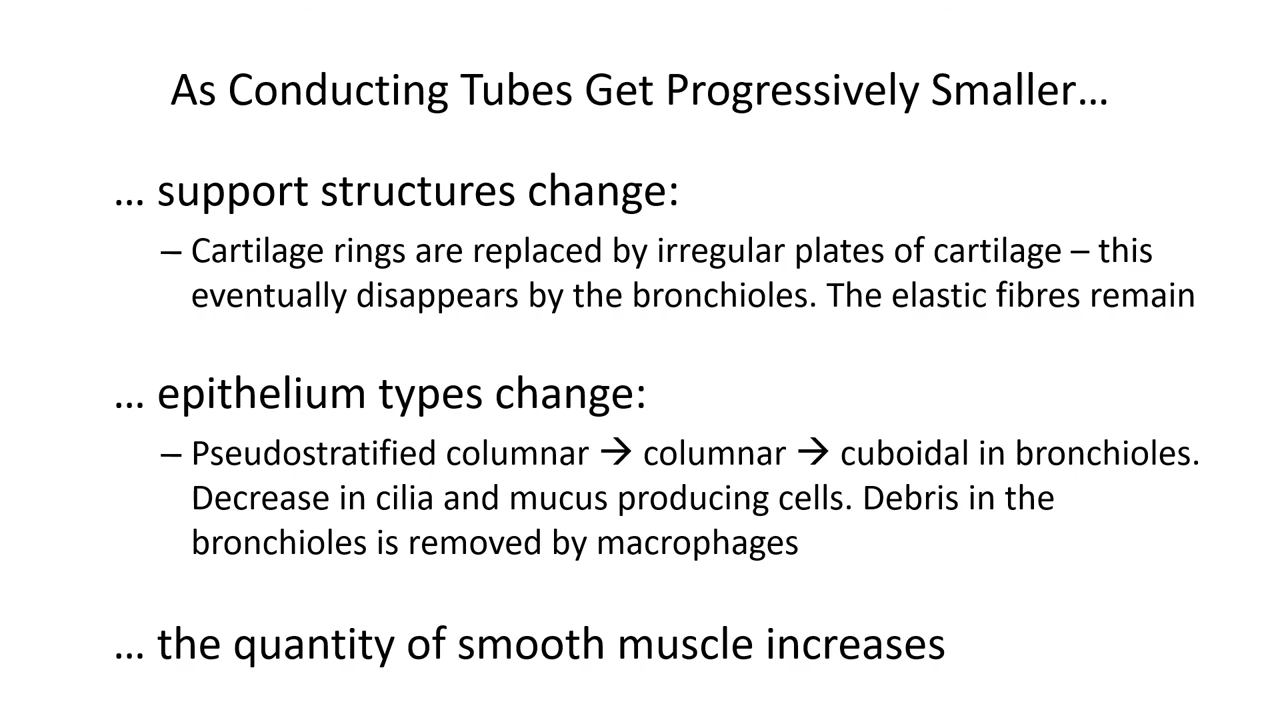 As Conducting Tubes Get Progressively Smaller…
… support structures change:
– Cartilage rings are replaced by irregular plates of cartilage – this
eventually disappears by the bronchioles. The elastic fibres remain
… epithelium types change:
– Pseudostratified columnar → columnar → cuboidal in bronchioles.
Decrease in cilia and mucus producing cells. Debris in the
bronchioles is removed by macrophages
… the quantity of smooth muscle increases